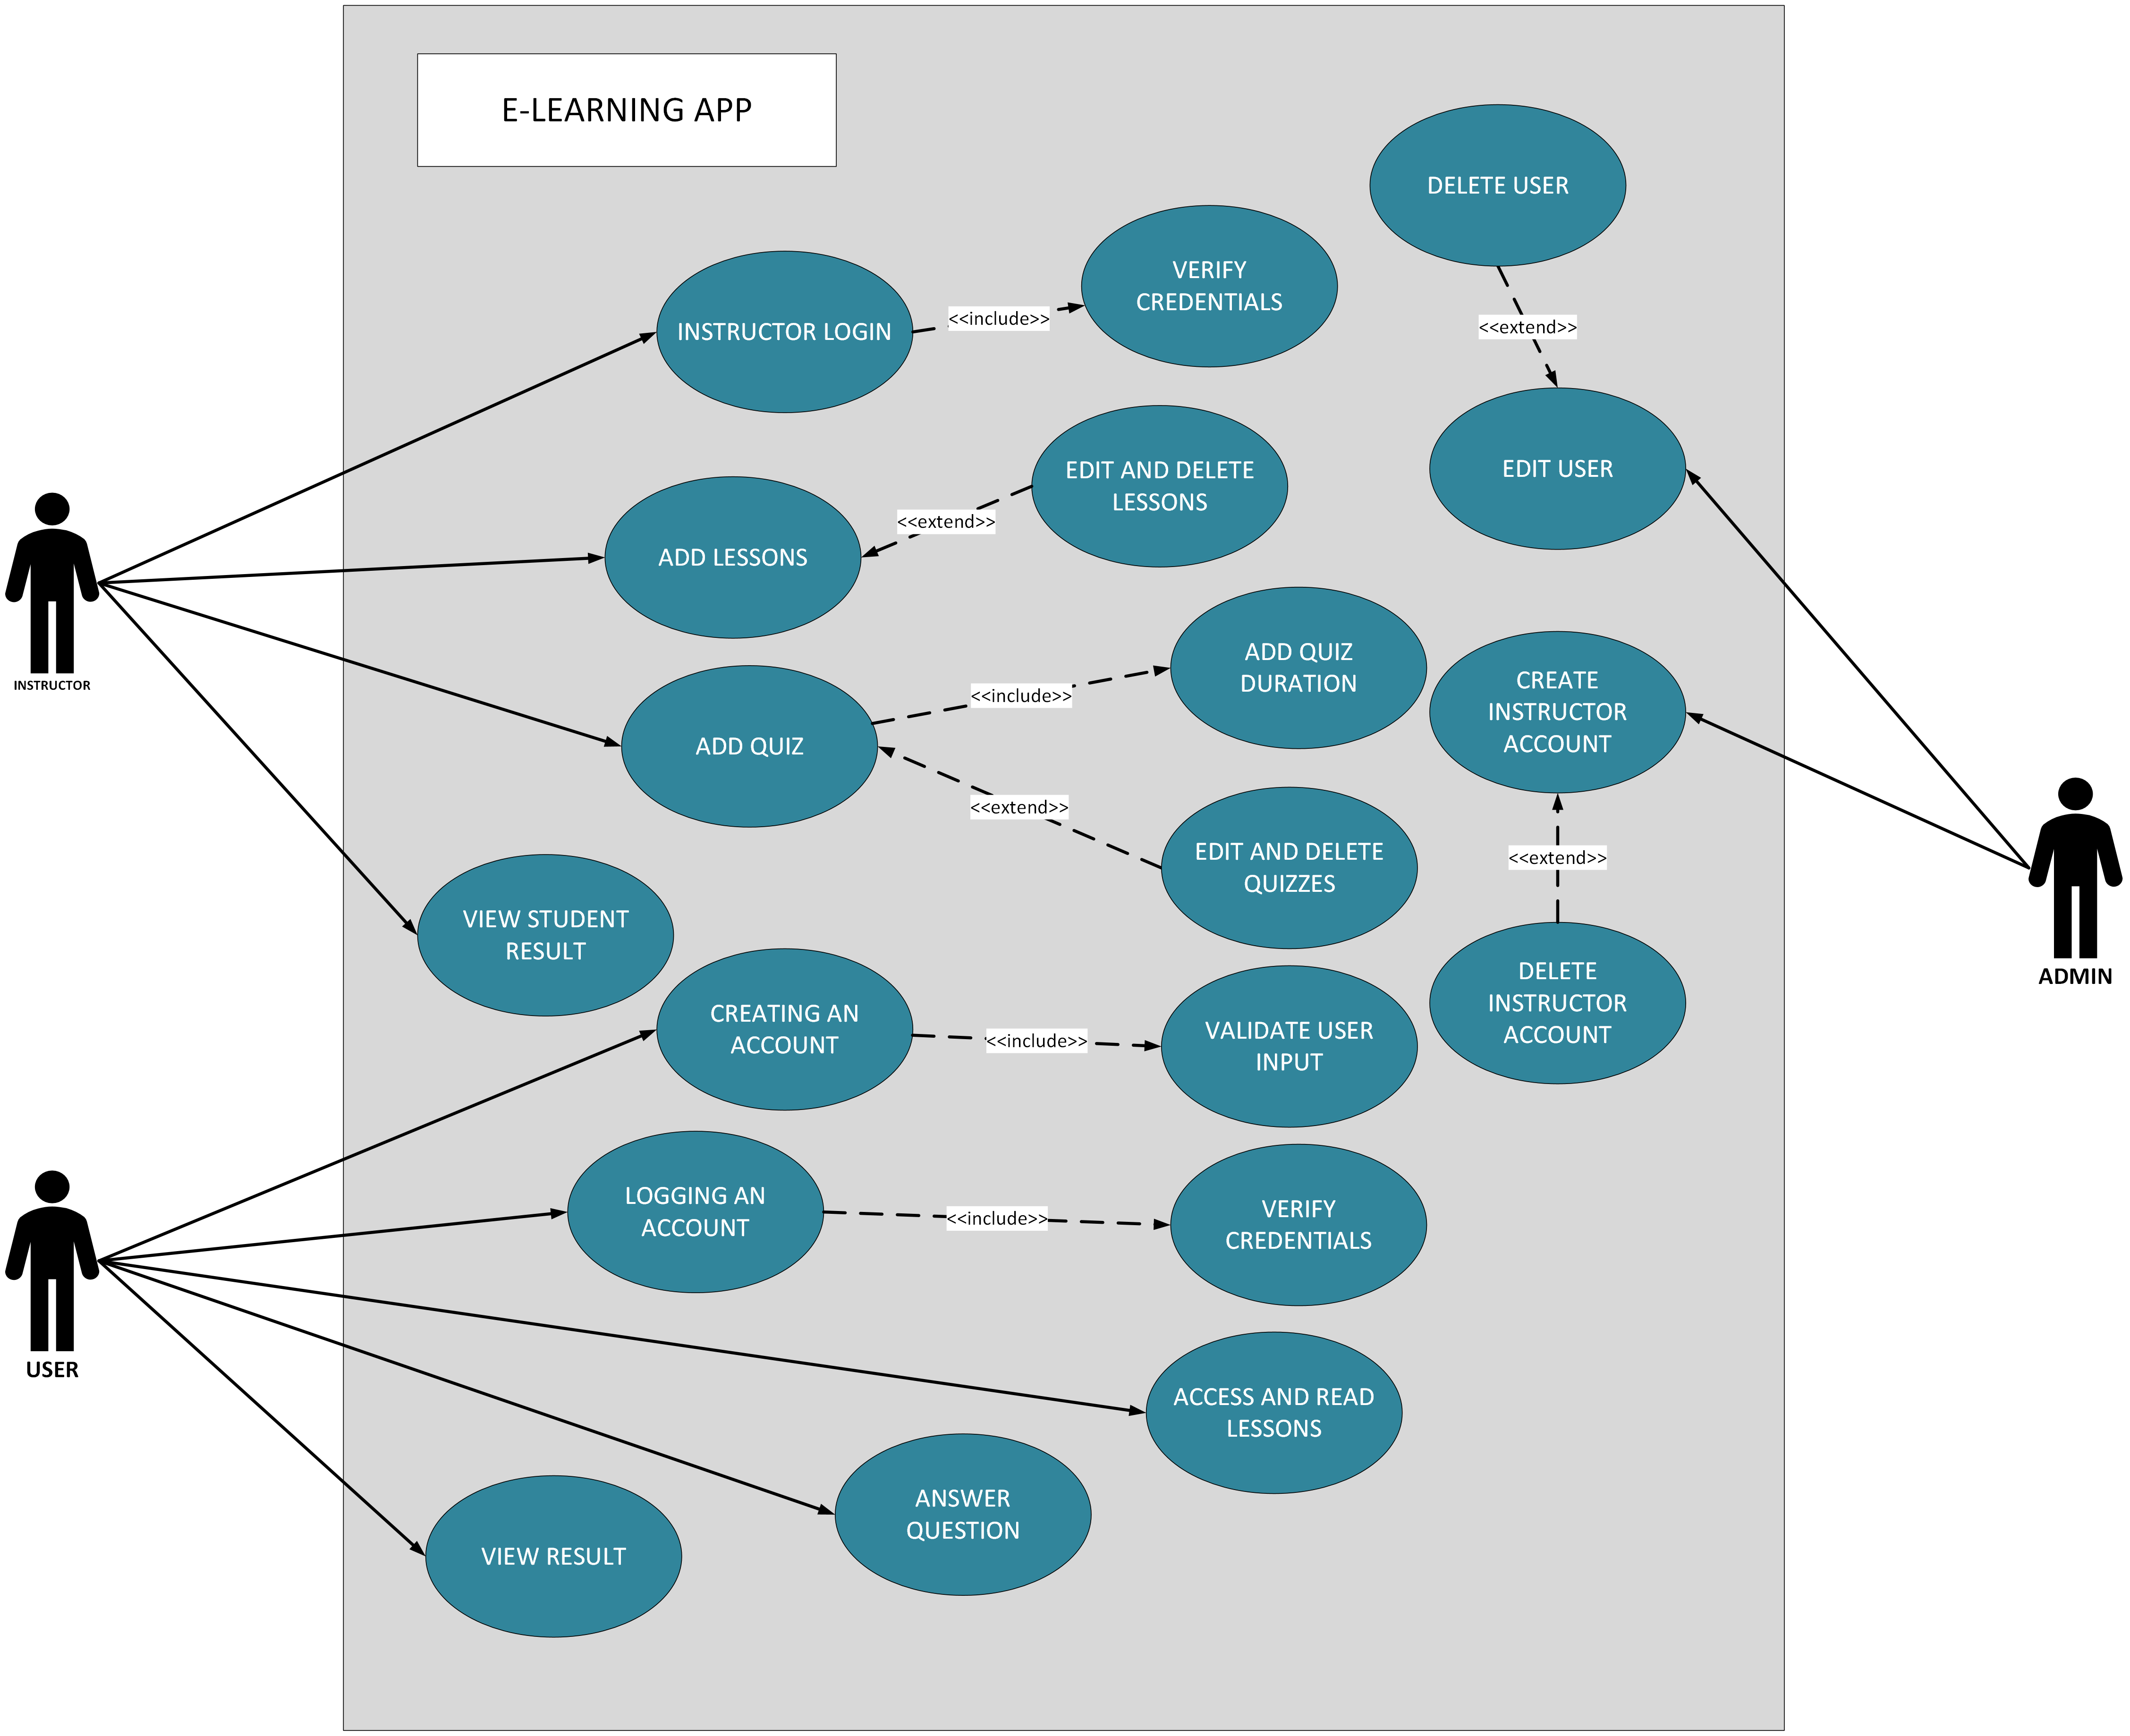 E-LEARNING APP
DELETE USER
VERIFY
CREDENTIALS
INSTRUCTOR LOGIN
<<include>>
<<extend>>
EDIT USER
EDIT AND DELETE
LESSONS
<<extend>>
ADD LESSONS
INSTRUCTOR
ADD QUIZ
DURATION
<<include>>
ADD QUIZ
CREATE
INSTRUCTOR
ACCOUNT
<<extend>>
EDIT AND DELETE
QUIZZES
<<extend>>
VIEW STUDENT
RESULT
DELETE
INSTRUCTOR
ACCOUNT
ADMIN
CREATING AN
ACCOUNT
<<include>>
VALIDATE USER
INPUT
LOGGING AN
ACCOUNT
<<include>>
VERIFY
CREDENTIALS
USER
ACCESS AND READ
LESSONS
ANSWER
QUESTION
VIEW RESULT